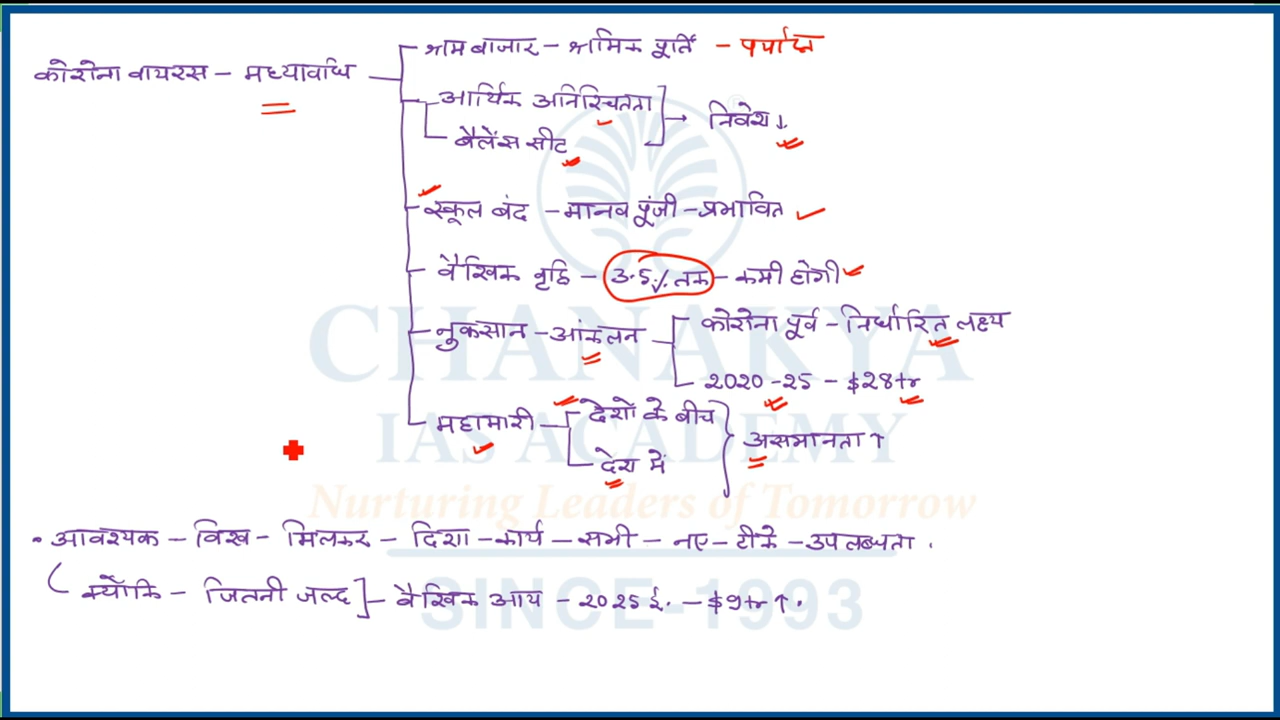 कोरोना वायरस - मध्यावधि
श्रम बाजार - श्रमिक पूर्ति - पर्याप्त
आर्थिक अनिश्चितता
बैलेंस सीट
→ निवेश↓
स्कूल बंद - मानव पूंजी - प्रभावित
वैश्विक वृद्धि - 3.5% तक - कमी होगी
नुकसान - आंकलन
कोरोना पूर्व - निर्धारित लक्ष्य
2020-25 - $28tr
महामारी
देशों के बीच
देश में
असमानता↑
CHANAKYA
IAS ACADEMY
Nurturing Leaders of Tomorrow
• आवश्यक - विश्व - मिलकर - दिशा - कार्य - सभी - नए - टीके - उपलब्धता .
क्योंकि - जितनी जल्द] - वैश्विक आय - 2025 ई. - $9tr↑.
SINCE-1993